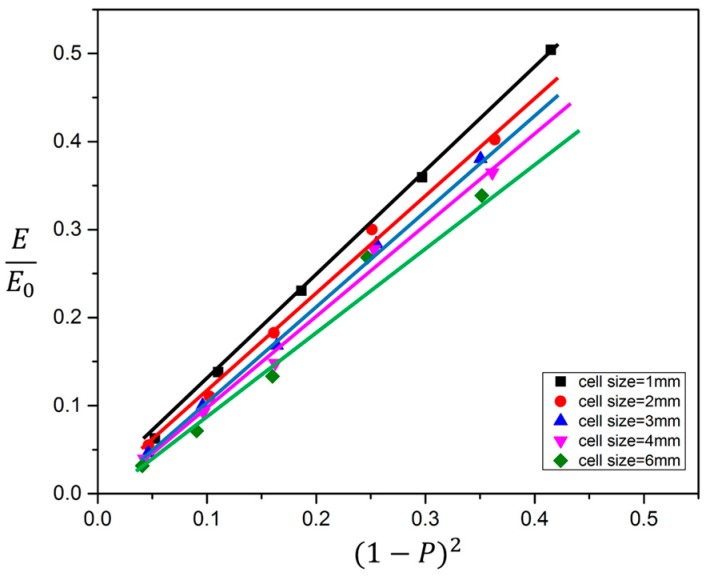 0.5
0.4
0.3
0.2
0.1
0.0
E
E₀
0.0 0.1 0.2 0.3 0.4 0.5
(1 − P)²
cell size=1mm
cell size=2mm
cell size=3mm
cell size=4mm
cell size=6mm